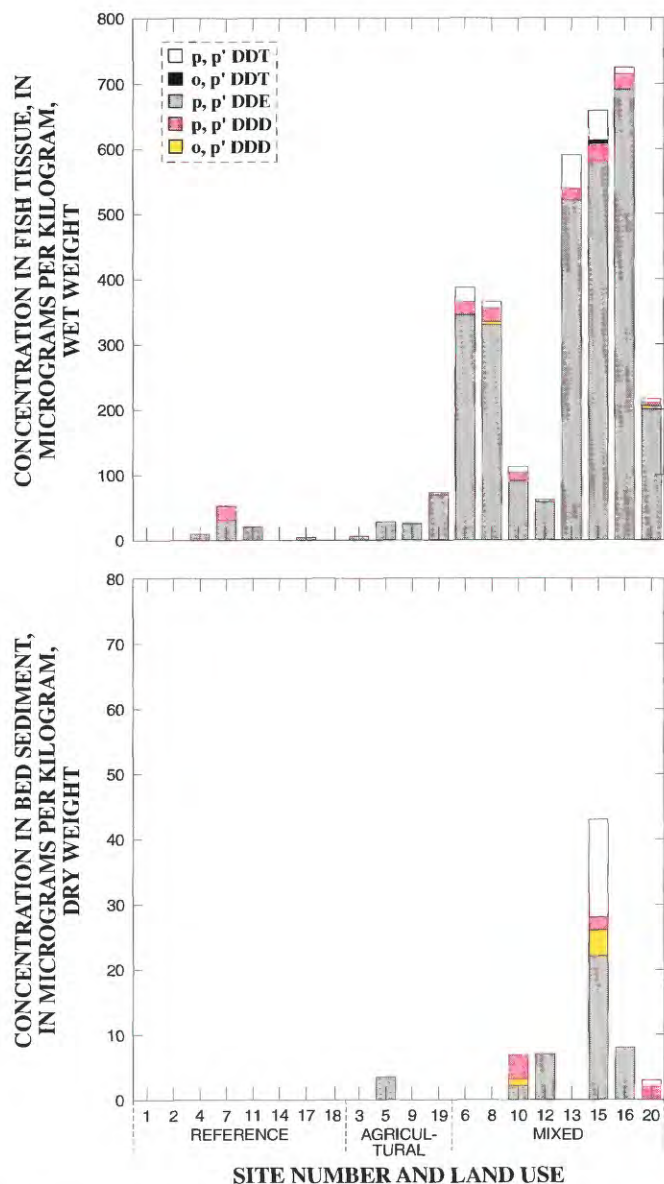 CONCENTRATION IN FISH TISSUE, IN
MICROGRAMS PER KILOGRAM,
WET WEIGHT
800
700
600
500
400
300
200
100
0
p, p' DDT
o, p' DDT
p, p' DDE
p, p' DDD
o, p' DDD
CONCENTRATION IN BED SEDIMENT,
IN MICROGRAMS PER KILOGRAM,
DRY WEIGHT
80
70
60
50
40
30
20
10
0
1 2 4 7 11 14 17 18 3 5 9 19 6 8 10 12 13 15 16 20
REFERENCE AGRICUL- MIXED
TURAL
SITE NUMBER AND LAND USE